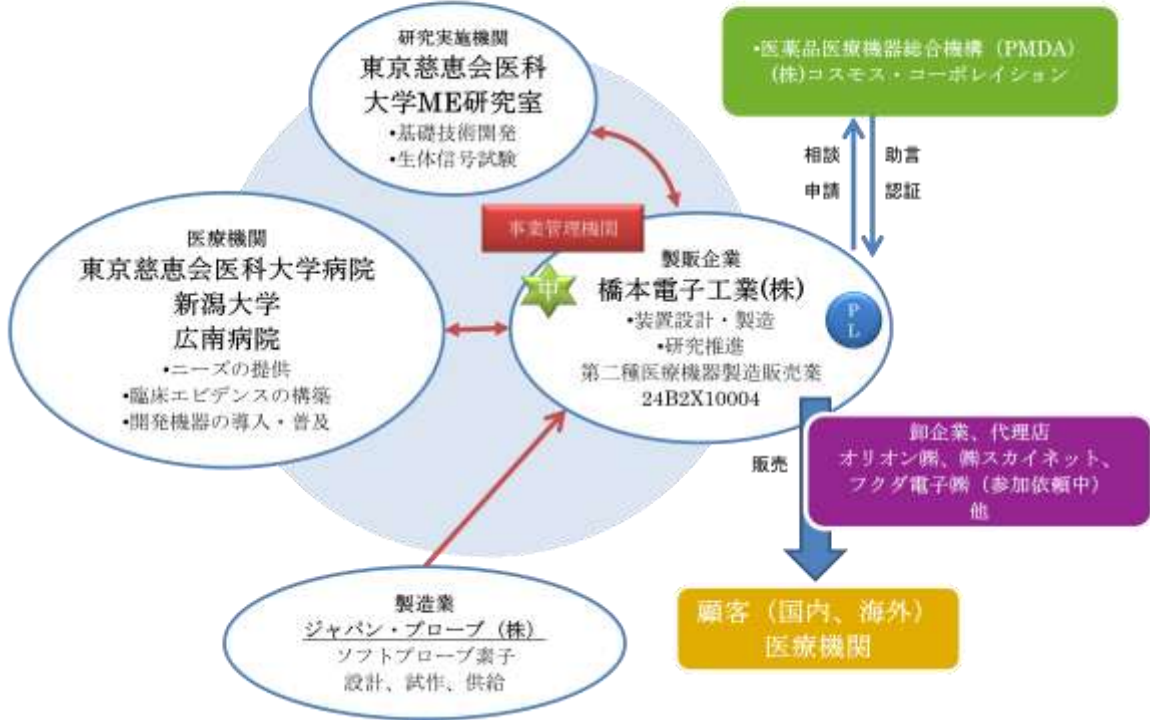 研究実施機関
東京慈恵会医科
大学ME研究室
•基礎技術開発
•生体信号試験
•医薬品医療機器総合機構（PMDA）
(株)コスモス・コーポレイション
相談
申請
助言
認証
医療機関
東京慈恵会医科大学病院
新潟大学
広南病院
•ニーズの提供
•臨床エビデンスの構築
•開発機器の導入・普及
事業管理機関
製販企業
中
橋本電子工業(株)
•装置設計・製造
•研究推進
第二種医療機器製造販売業
24B2X10004
P
L
販売
卸企業、代理店
オリオン㈱、㈱スカイネット、
フクダ電子㈱（参加依頼中）
他
製造業
ジャパン・プローブ（株）
ソフトプローブ素子
設計、試作、供給
顧客（国内、海外）
医療機関